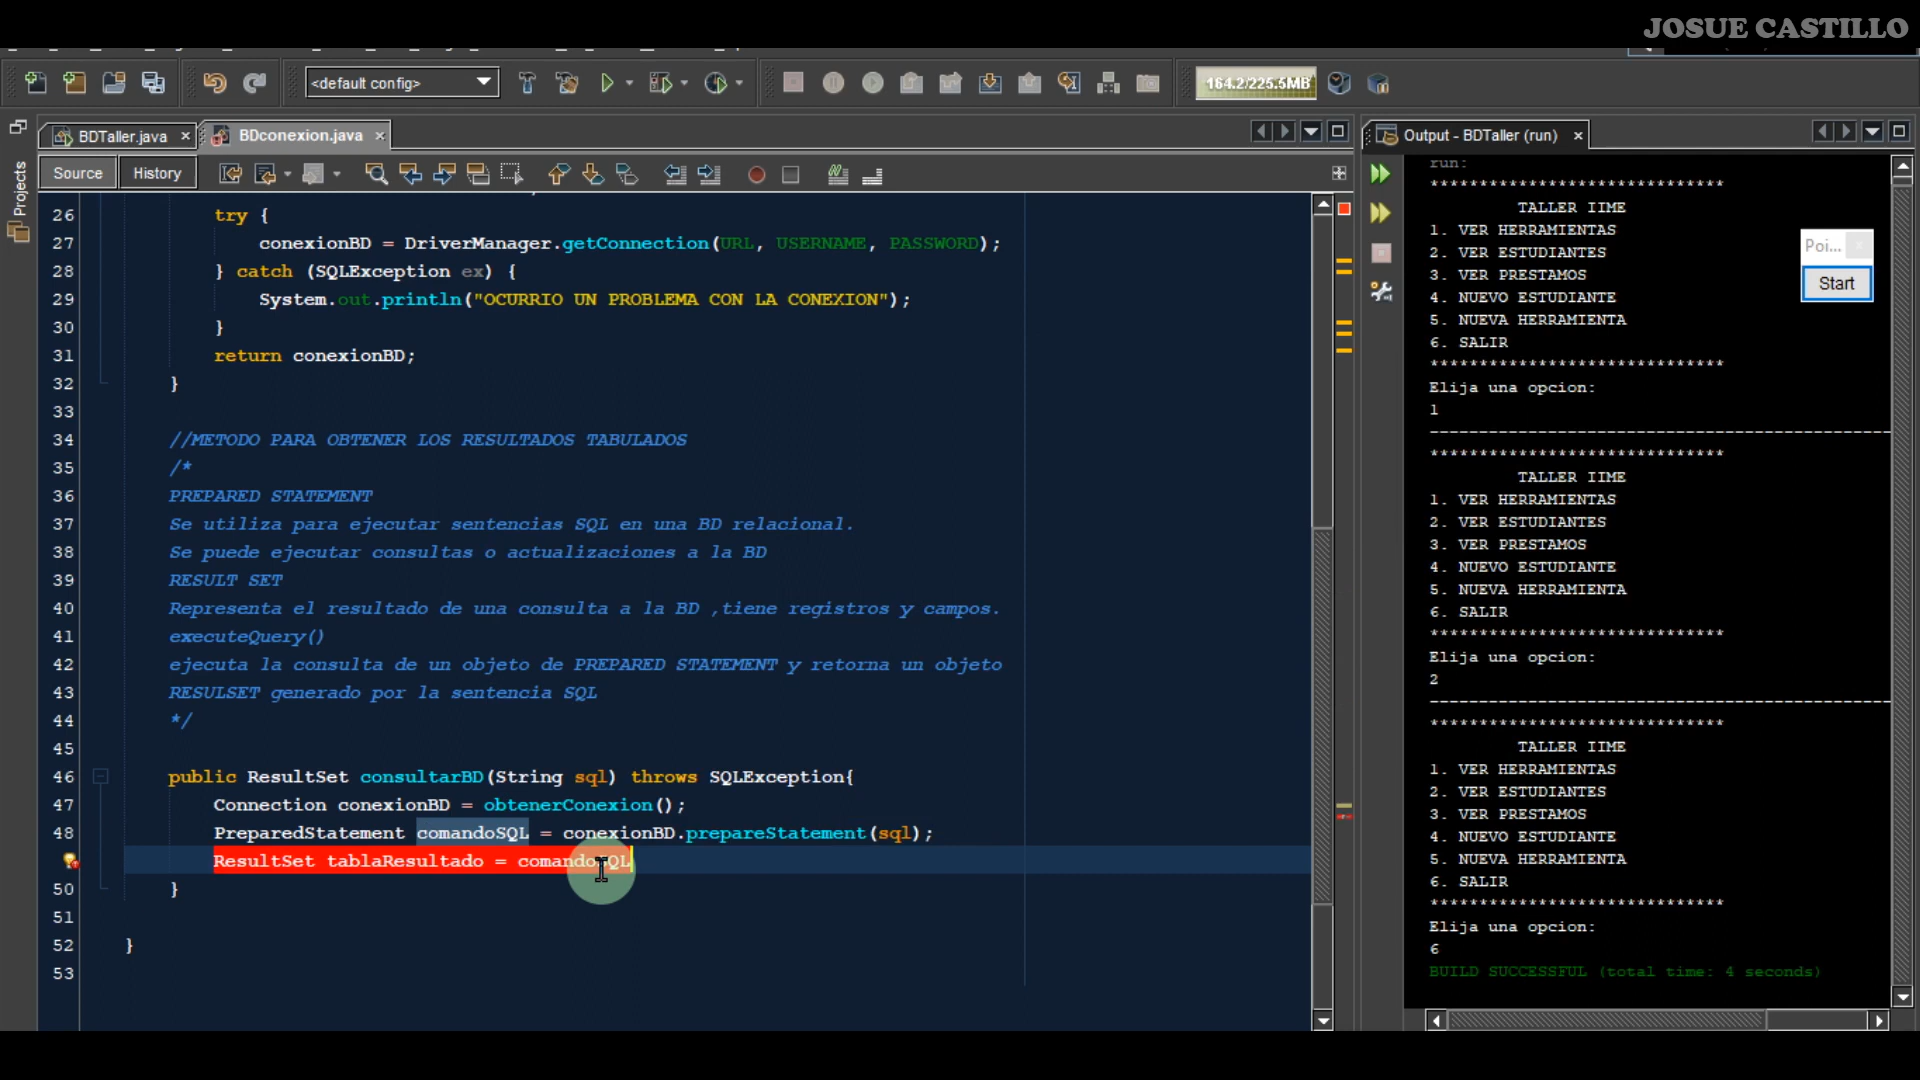 JOSUE CASTILLO
<default config>
164.2/225.5MB
BDTaller.java
BDconexion.java
Output - BDTaller (run)
Source
History
Projects
26 try {
27 conexionBD = DriverManager.getConnection(URL, USERNAME, PASSWORD);
28 } catch (SQLException ex) {
29 System.out.println("OCURRIO UN PROBLEMA CON LA CONEXION");
30 }
31 return conexionBD;
32 }
33
34 //METODO PARA OBTENER LOS RESULTADOS TABULADOS
35 /*
36 PREPARED STATEMENT
37 Se utiliza para ejecutar sentencias SQL en una BD relacional.
38 Se puede ejecutar consultas o actualizaciones a la BD
39 RESULT SET
40 Representa el resultado de una consulta a la BD ,tiene registros y campos.
41 executeQuery()
42 ejecuta la consulta de un objeto de PREPARED STATEMENT y retorna un objeto
43 RESULSET generado por la sentencia SQL
44 */
45
46 public ResultSet consultarBD(String sql) throws SQLException{
47 Connection conexionBD = obtenerConexion();
48 PreparedStatement comandoSQL = conexionBD.prepareStatement(sql);
ResultSet tablaResultado = comandoSQL
50 }
51
52 }
53
run:
******************************
TALLER IIME
1. VER HERRAMIENTAS
2. VER ESTUDIANTES
3. VER PRESTAMOS
4. NUEVO ESTUDIANTE
5. NUEVA HERRAMIENTA
6. SALIR
******************************
Elija una opcion:
1
-----------------------------------------------
******************************
TALLER IIME
1. VER HERRAMIENTAS
2. VER ESTUDIANTES
3. VER PRESTAMOS
4. NUEVO ESTUDIANTE
5. NUEVA HERRAMIENTA
6. SALIR
******************************
Elija una opcion:
2
-----------------------------------------------
******************************
TALLER IIME
1. VER HERRAMIENTAS
2. VER ESTUDIANTES
3. VER PRESTAMOS
4. NUEVO ESTUDIANTE
5. NUEVA HERRAMIENTA
6. SALIR
******************************
Elija una opcion:
6
BUILD SUCCESSFUL (total time: 4 seconds)
Poi...
Start